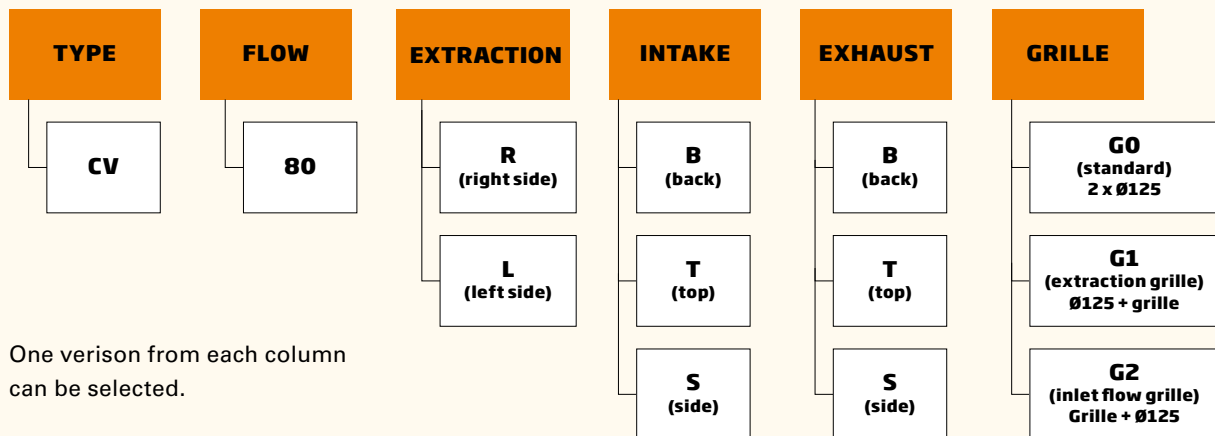 TYPE
CV
FLOW
80
EXTRACTION
R
(right side)
L
(left side)
INTAKE
B
(back)
T
(top)
S
(side)
EXHAUST
B
(back)
T
(top)
S
(side)
GRILLE
G0
(standard)
2 x Ø125
G1
(extraction grille)
Ø125 + grille
G2
(inlet flow grille)
Grille + Ø125
One verison from each column
can be selected.